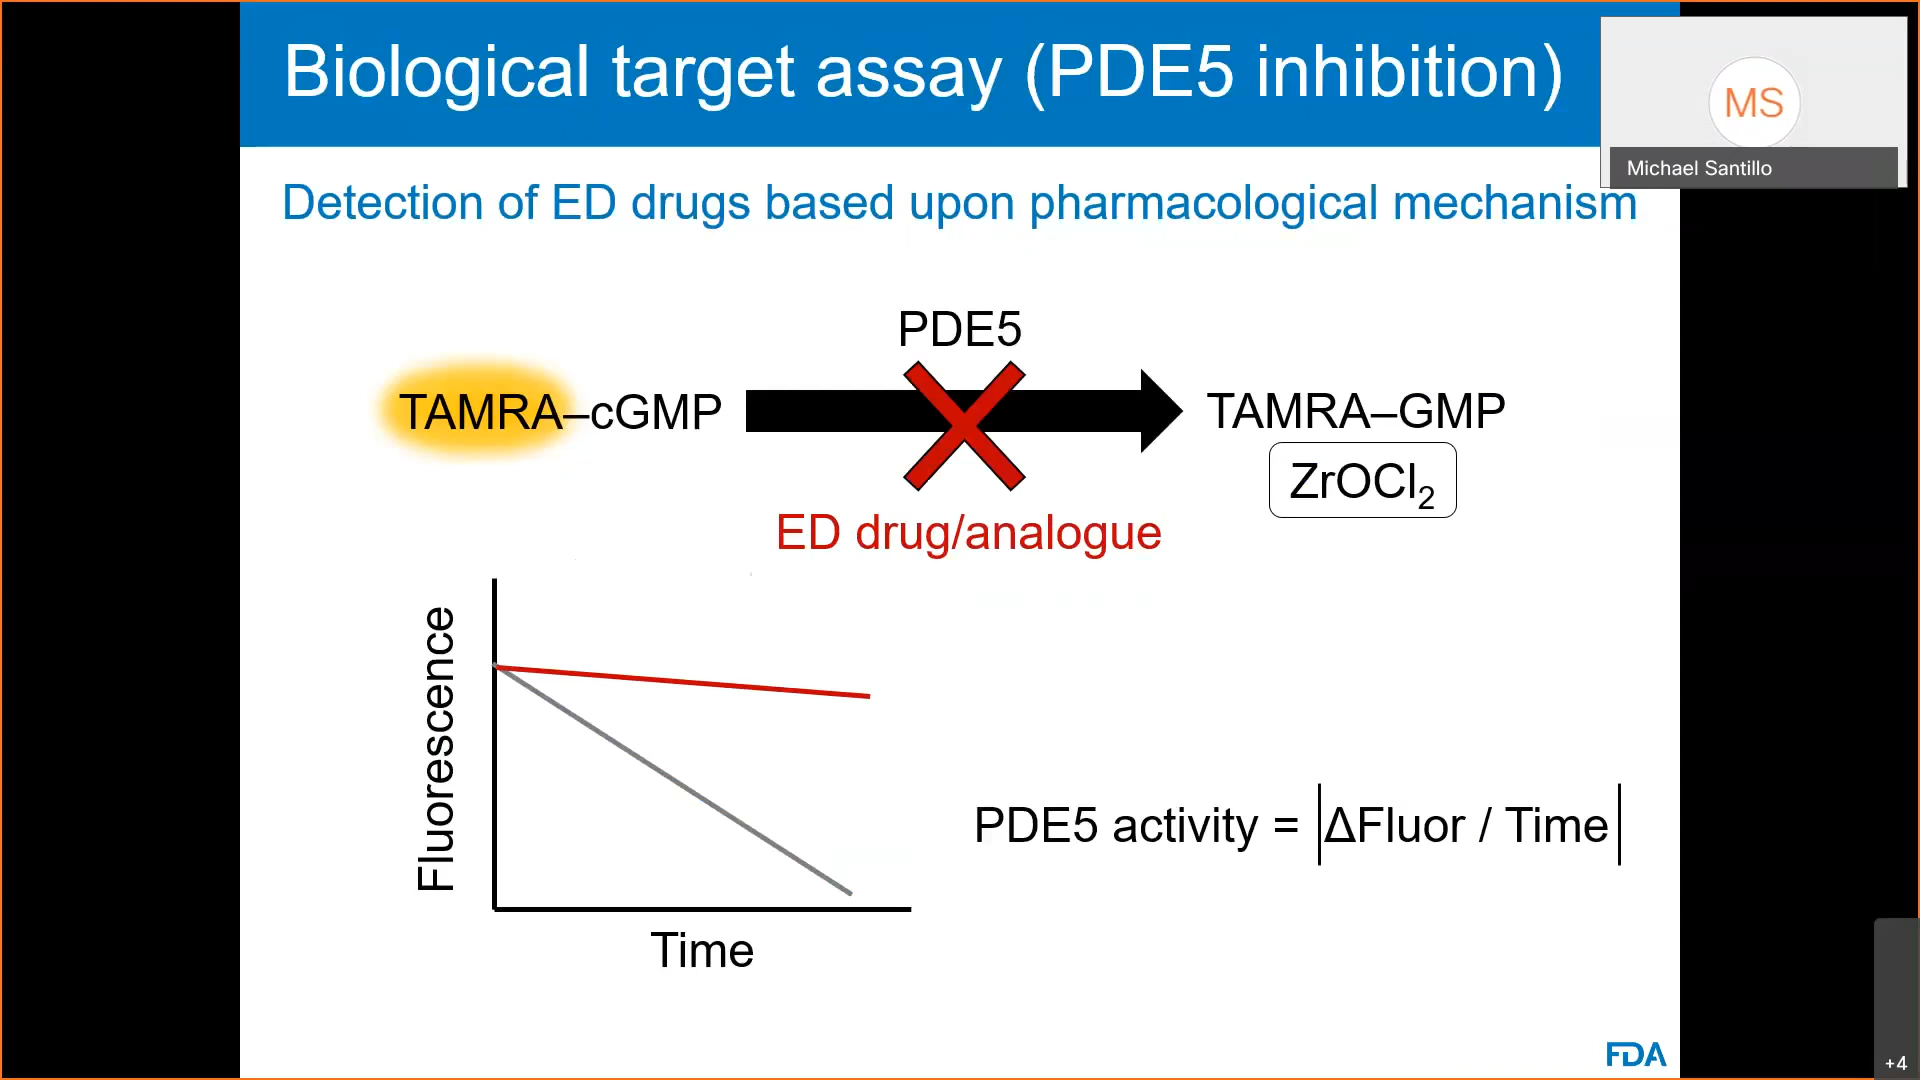 Biological target assay (PDE5 inhibition)
MS
Michael Santillo
Detection of ED drugs based upon pharmacological mechanism
PDE5
TAMRA–cGMP
TAMRA–GMP
ZrOCl₂
ED drug/analogue
Fluorescence
Time
PDE5 activity = |ΔFluor / Time|
FDA
+4